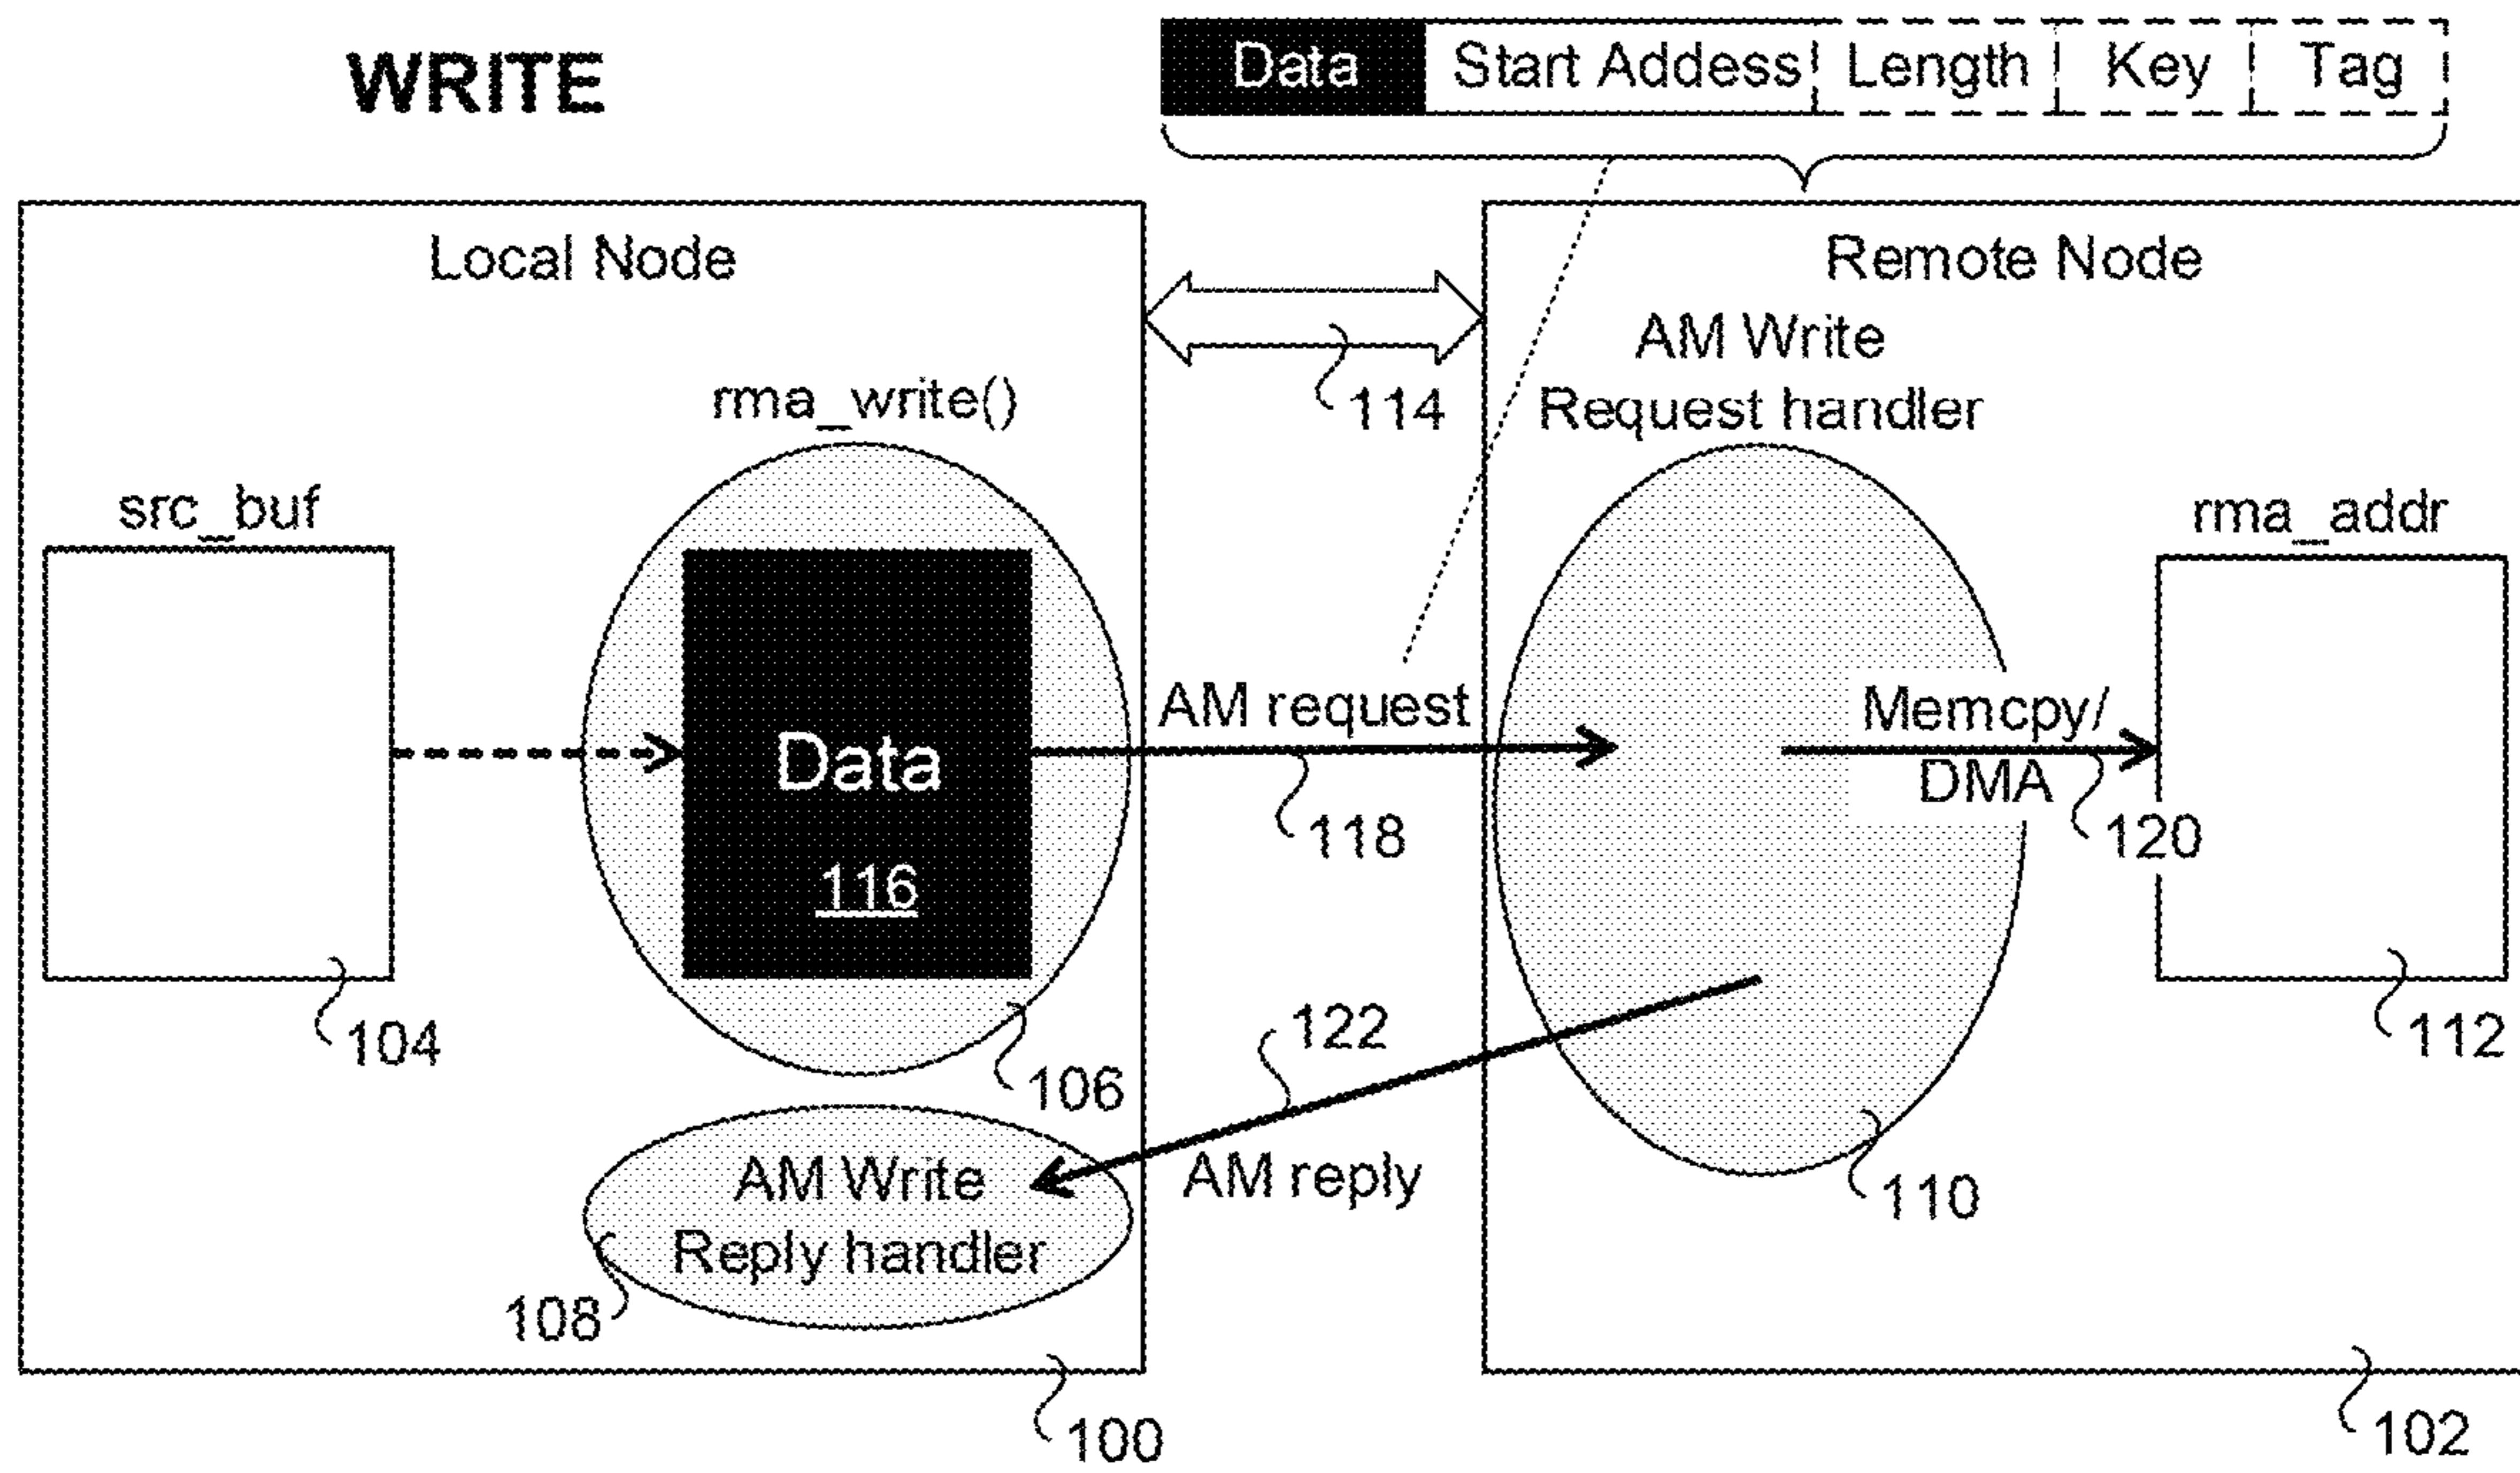 WRITE
Data Start Addess Length Key Tag
Local Node
Remote Node
AM Write
Request handler
114
rma_write()
src_buf
rma_addr
AM request
Memcpy/
DMA
Data
116
118
120
104
106
122
112
AM Write
Reply handler
AM reply
110
108
100
102